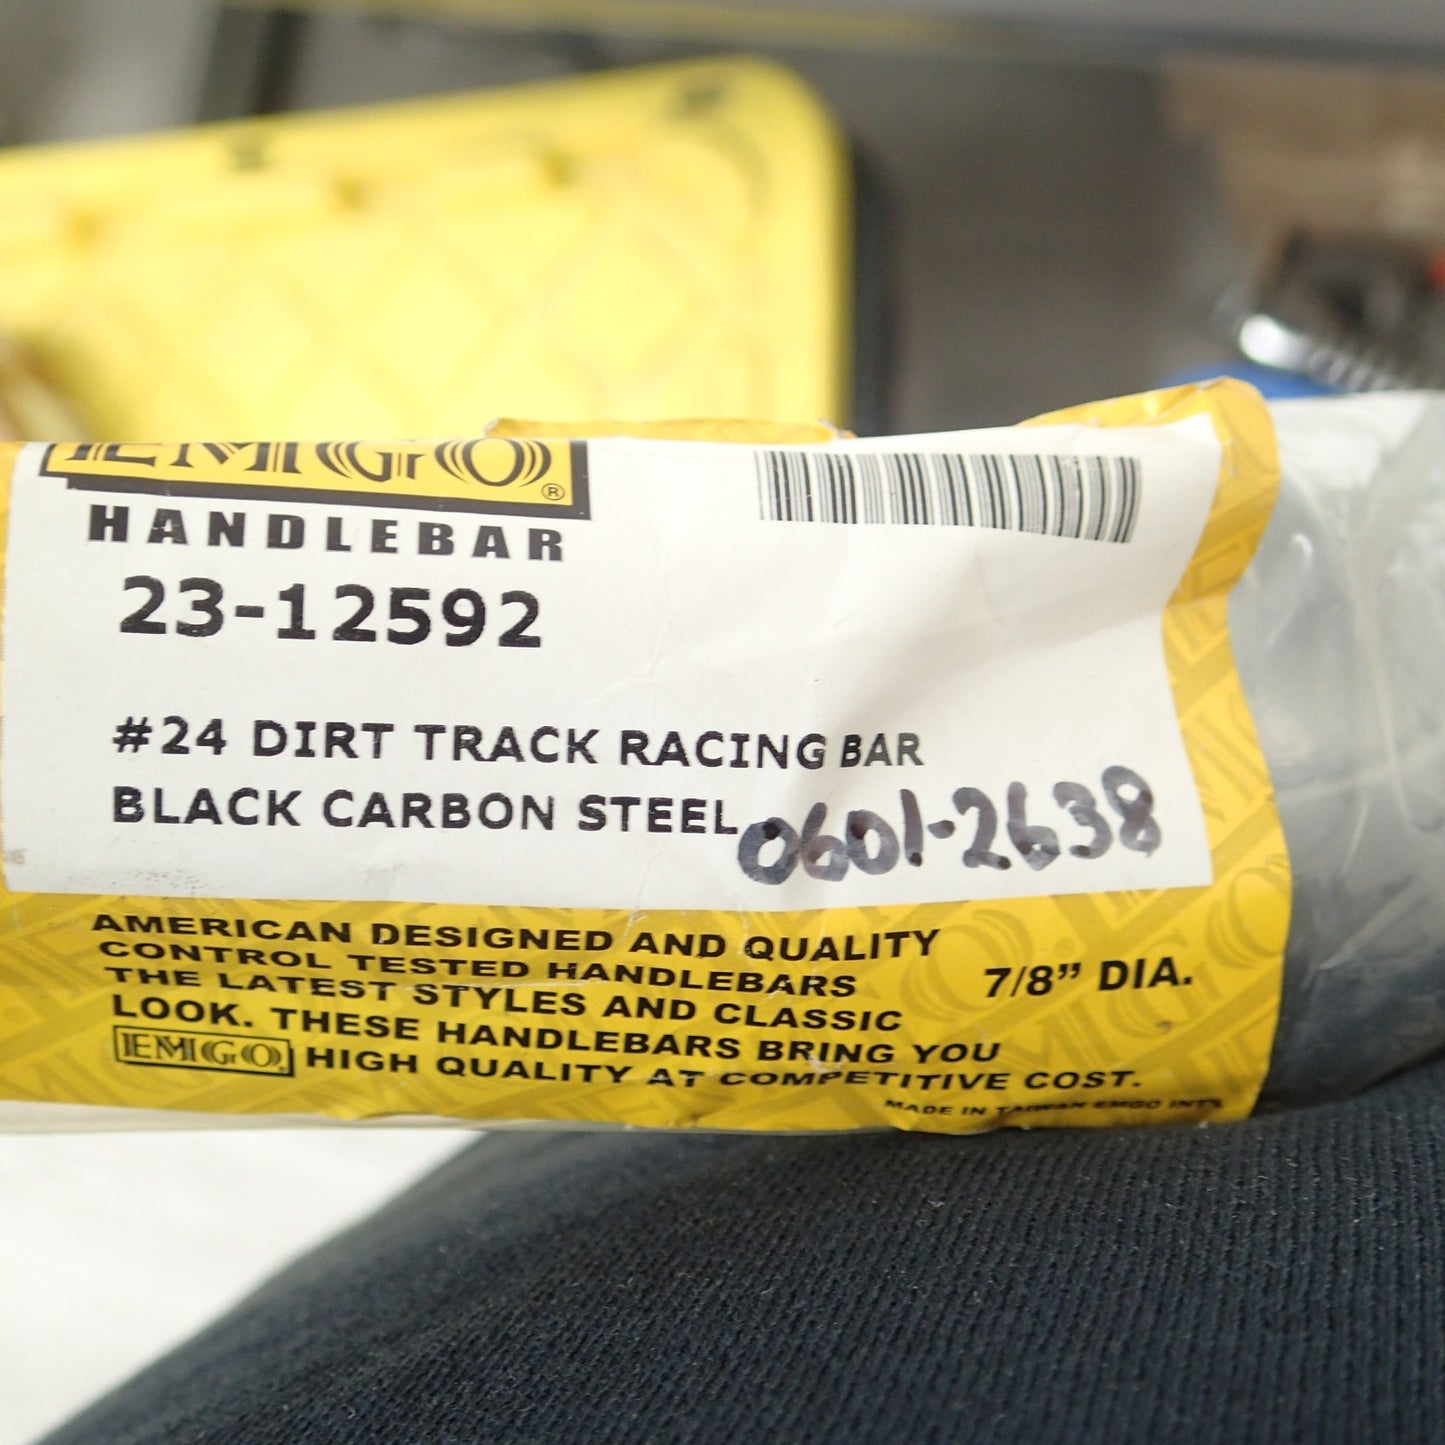 EMGO®
HANDLEBAR
23-12592
#24 DIRT TRACK RACING BAR
BLACK CARBON STEEL 0601-2638
AMERICAN DESIGNED AND QUALITY
CONTROL TESTED HANDLEBARS
THE LATEST STYLES AND CLASSIC
LOOK. THESE HANDLEBARS BRING YOU
EMGO® HIGH QUALITY AT COMPETITIVE COST.
7/8” DIA.
MADE IN TAIWAN EMGO INT'L